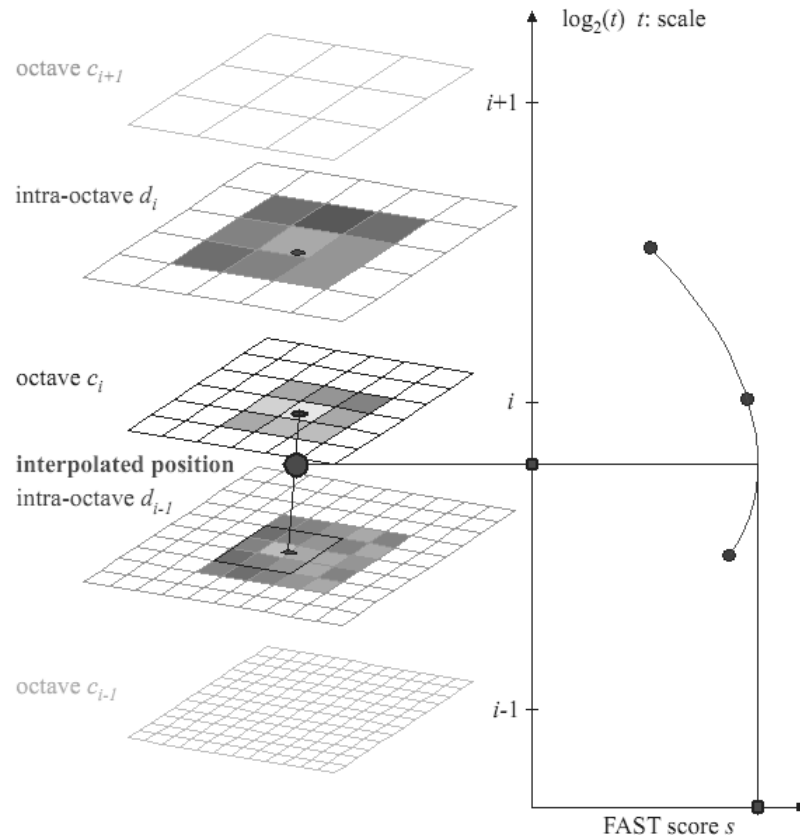 log₂(t) t: scale
octave cᵢ₊₁
i+1
intra-octave dᵢ
octave cᵢ
i
interpolated position
intra-octave dᵢ₋₁
octave cᵢ₋₁
i-1
FAST score s